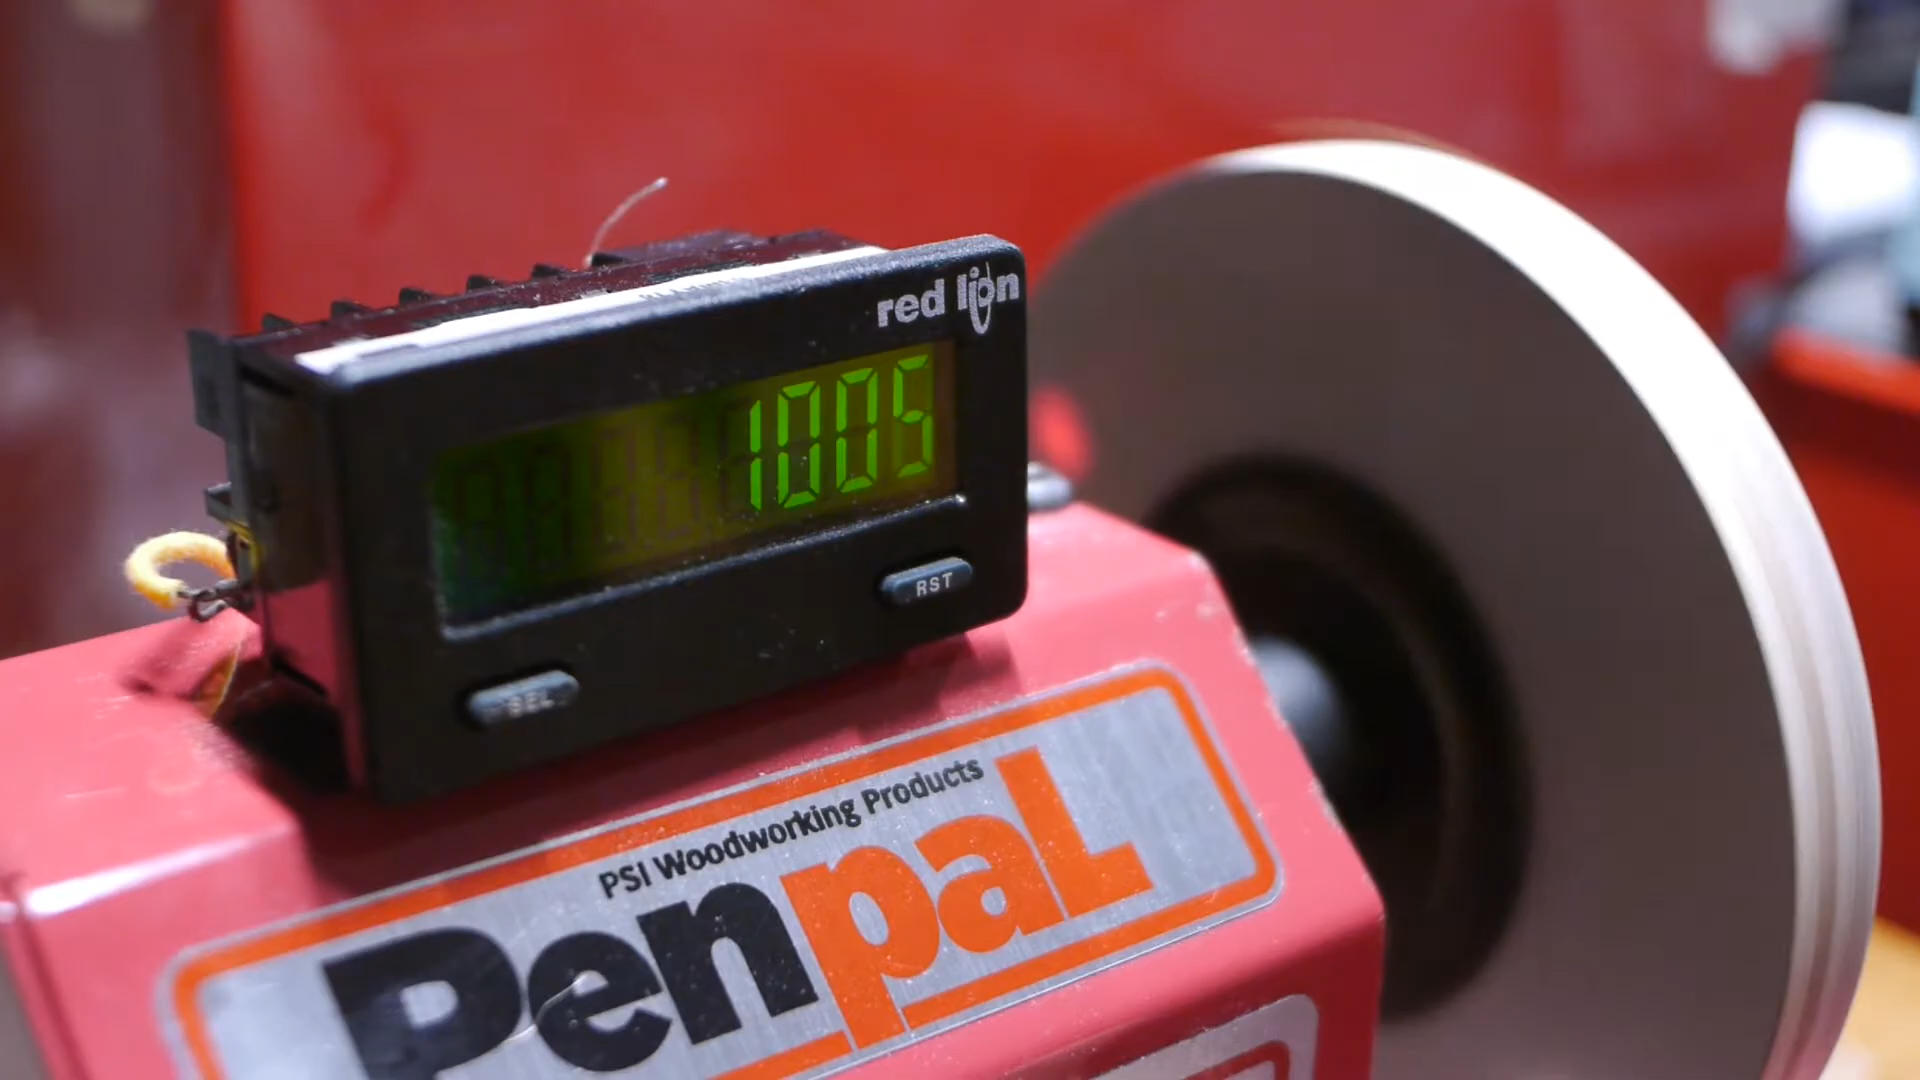 red lion
1005
RST
SEL
PSI Woodworking Products
Penpal